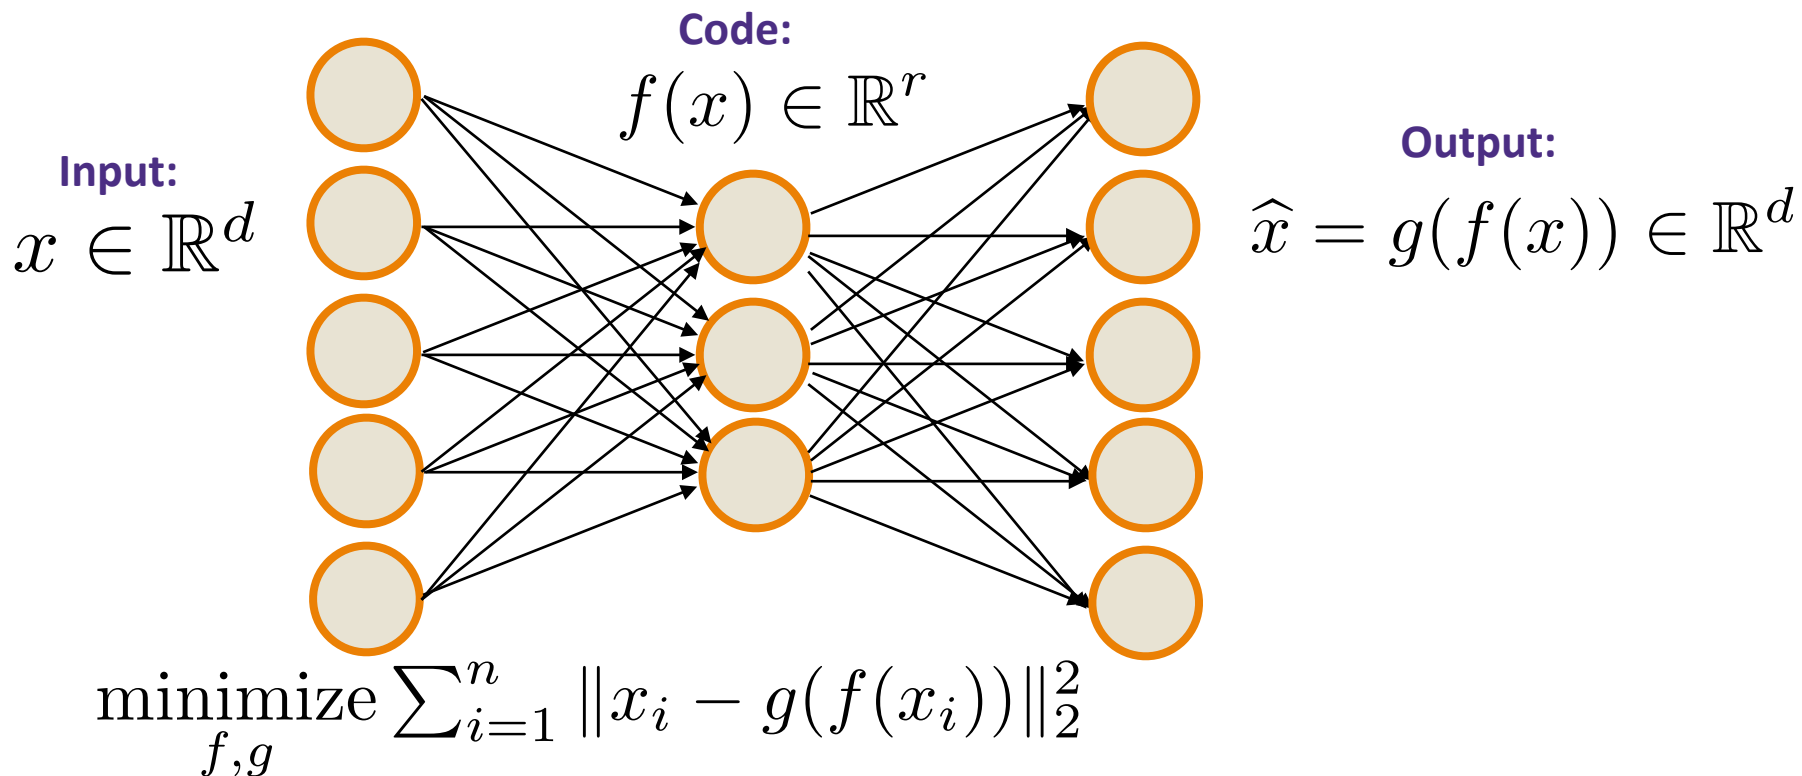 Code:
f(x) ∈ ℝ^r
Input:
x ∈ ℝ^d
Output:
x̂ = g(f(x)) ∈ ℝ^d
minimize_{f,g} ∑_{i=1}^n ‖x_i − g(f(x_i))‖_2^2